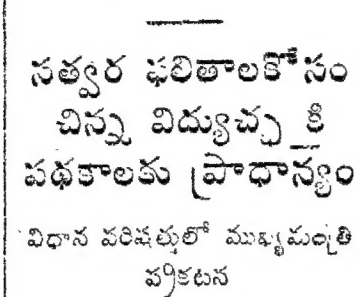 సత్వర ఫలితాలకోసం
చిన్న విద్యుచ్ఛక్తి
పథకాలకు ప్రాధాన్యం
విధాన పరిషత్తులో ముఖ్యమంత్రి
ప్రకటన